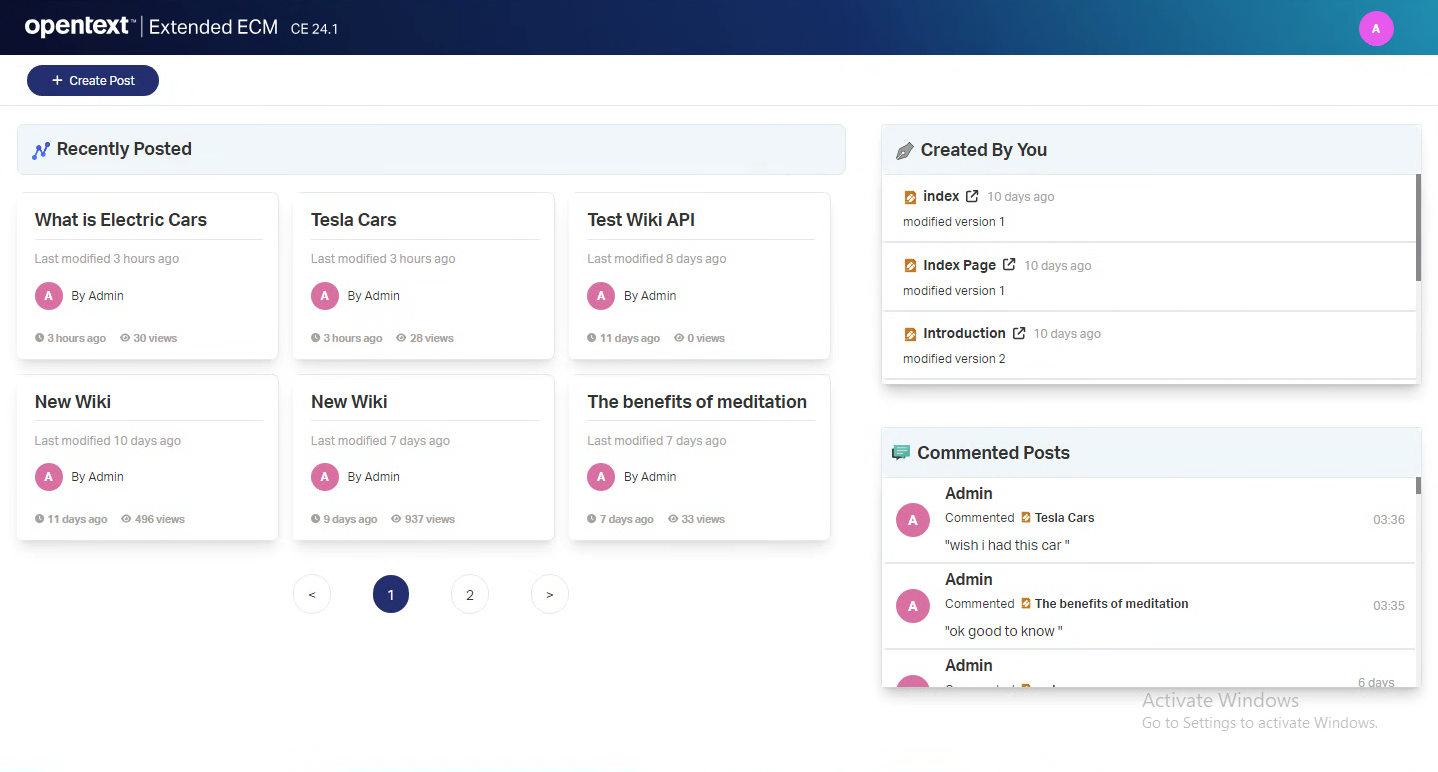 opentext™ | Extended ECM CE 24.1
A
+ Create Post
Recently Posted
What is Electric Cars
Last modified 3 hours ago
A By Admin
3 hours ago 30 views
Tesla Cars
Last modified 3 hours ago
A By Admin
3 hours ago 28 views
Test Wiki API
Last modified 8 days ago
A By Admin
11 days ago 0 views
New Wiki
Last modified 10 days ago
A By Admin
11 days ago 496 views
New Wiki
Last modified 7 days ago
A By Admin
9 days ago 937 views
The benefits of meditation
Last modified 7 days ago
A By Admin
7 days ago 33 views
< 1 2 >
Created By You
index 10 days ago
modified version 1
Index Page 10 days ago
modified version 1
Introduction 10 days ago
modified version 2
Commented Posts
Admin
A Commented Tesla Cars 03:36
"wish i had this car "
Admin
A Commented The benefits of meditation 03:35
"ok good to know "
Admin
6 days
Activate Windows
Go to Settings to activate Windows.